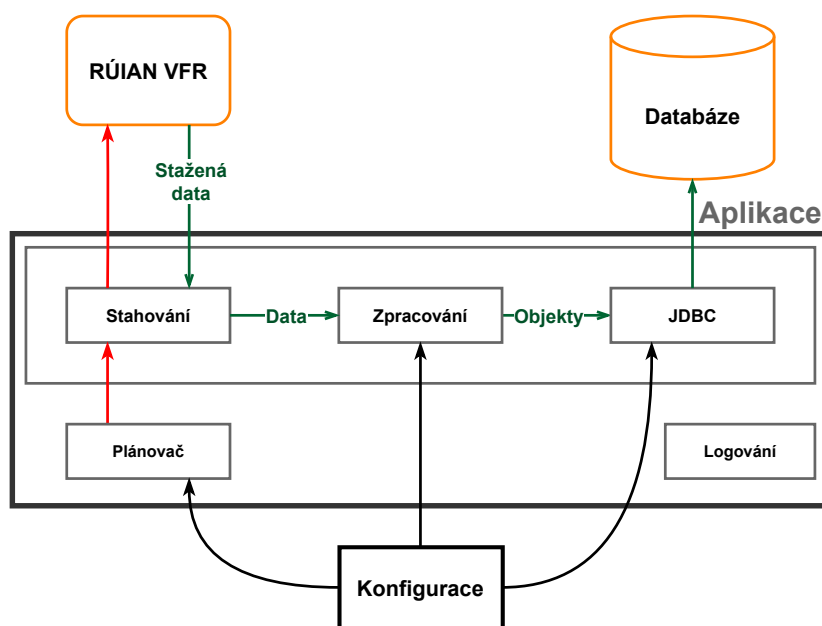 RÚIAN VFR
Databáze
Stažená
data
Aplikace
Stahování
Data
Zpracování
Objekty
JDBC
Plánovač
Logování
Konfigurace